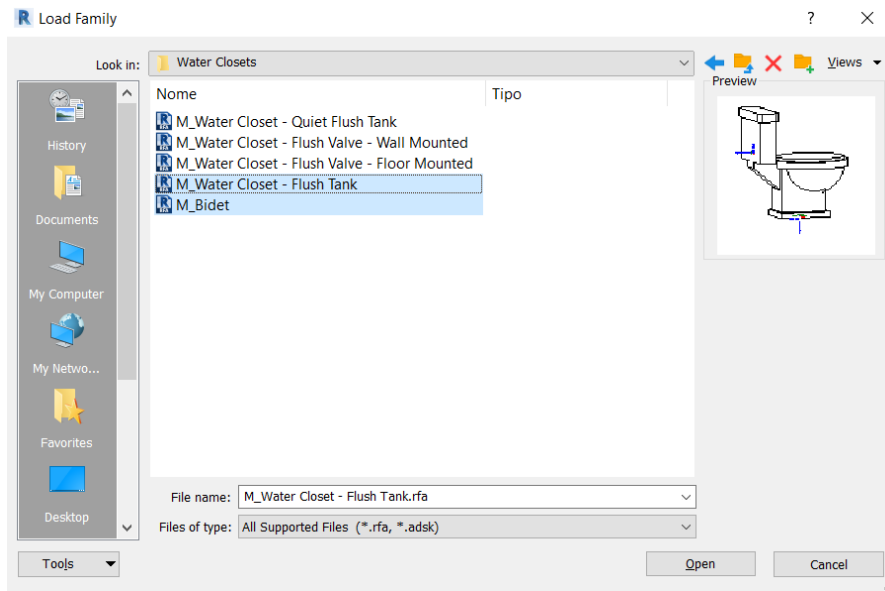 Load Family
Look in: Water Closets Views
Preview
Nome Tipo
M_Water Closet - Quiet Flush Tank
M_Water Closet - Flush Valve - Wall Mounted
M_Water Closet - Flush Valve - Floor Mounted
M_Water Closet - Flush Tank
M_Bidet
History
Documents
My Computer
My Netwo...
Favorites
Desktop
File name: M_Water Closet - Flush Tank.rfa
Files of type: All Supported Files (*.rfa, *.adsk)
Tools Open Cancel